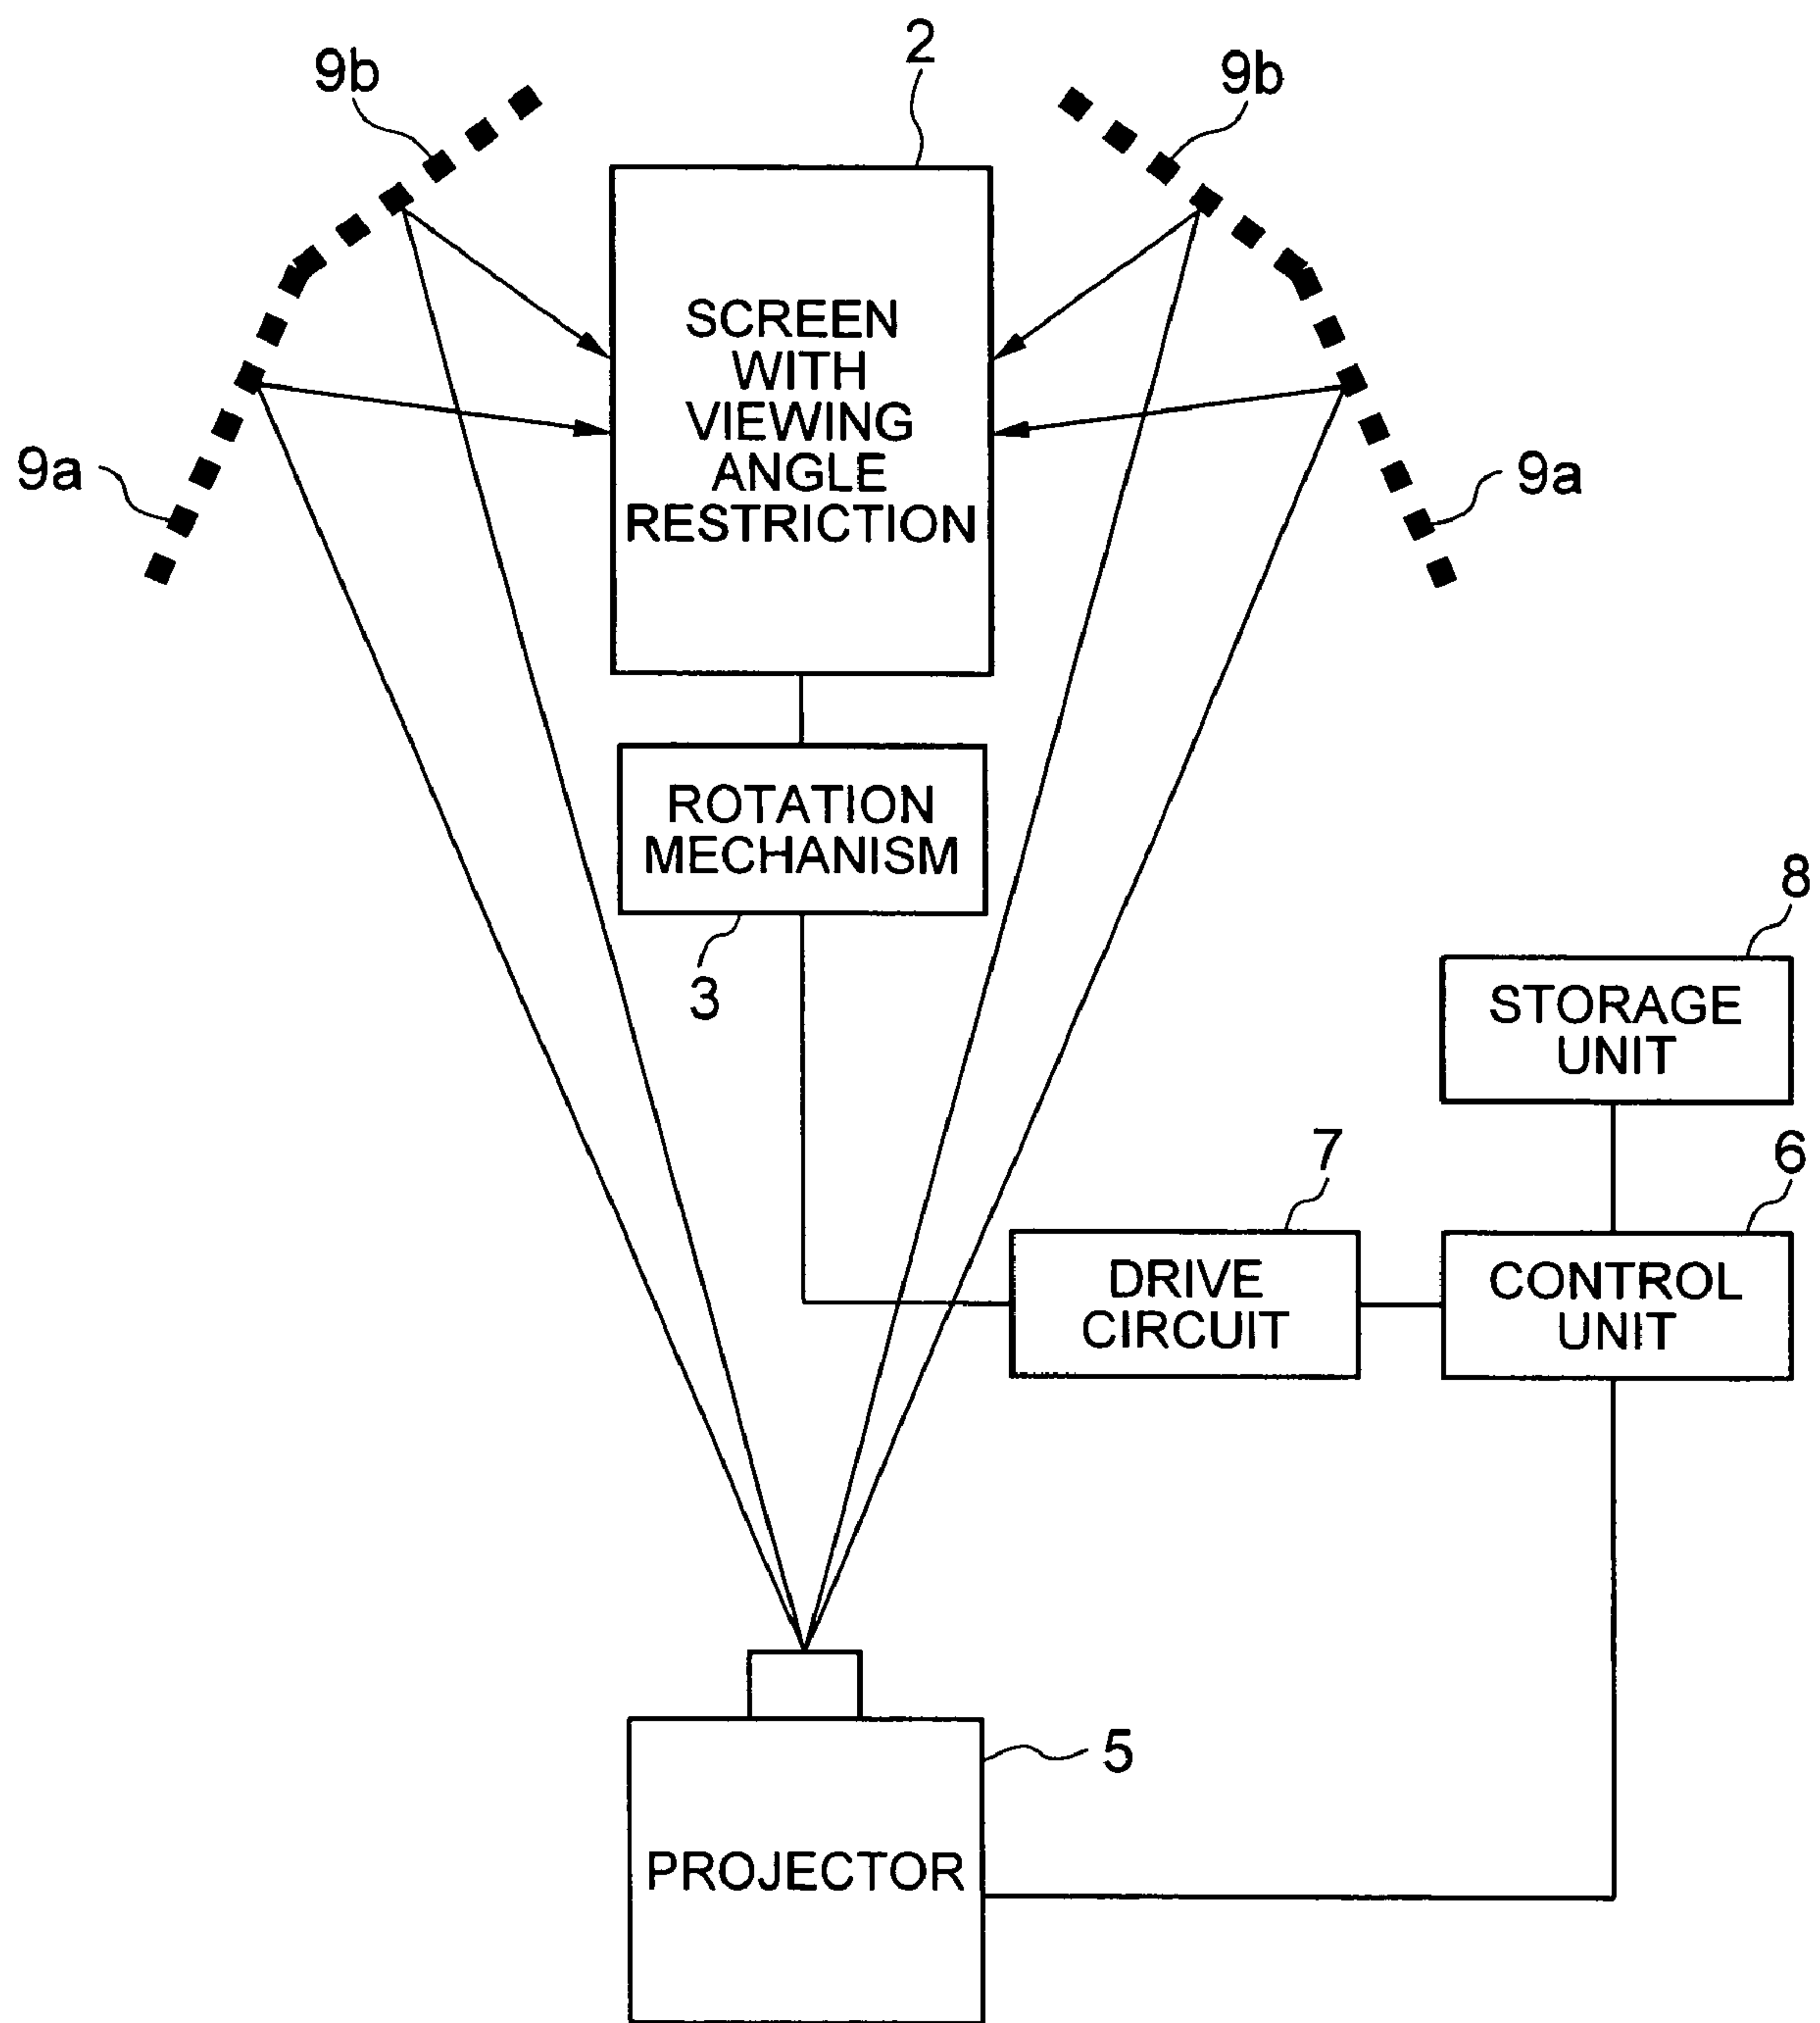 2
9b
9b
SCREEN
WITH
VIEWING
ANGLE
RESTRICTION
9a
9a
ROTATION
MECHANISM
3
8
STORAGE
UNIT
7
6
DRIVE
CIRCUIT
CONTROL
UNIT
5
PROJECTOR